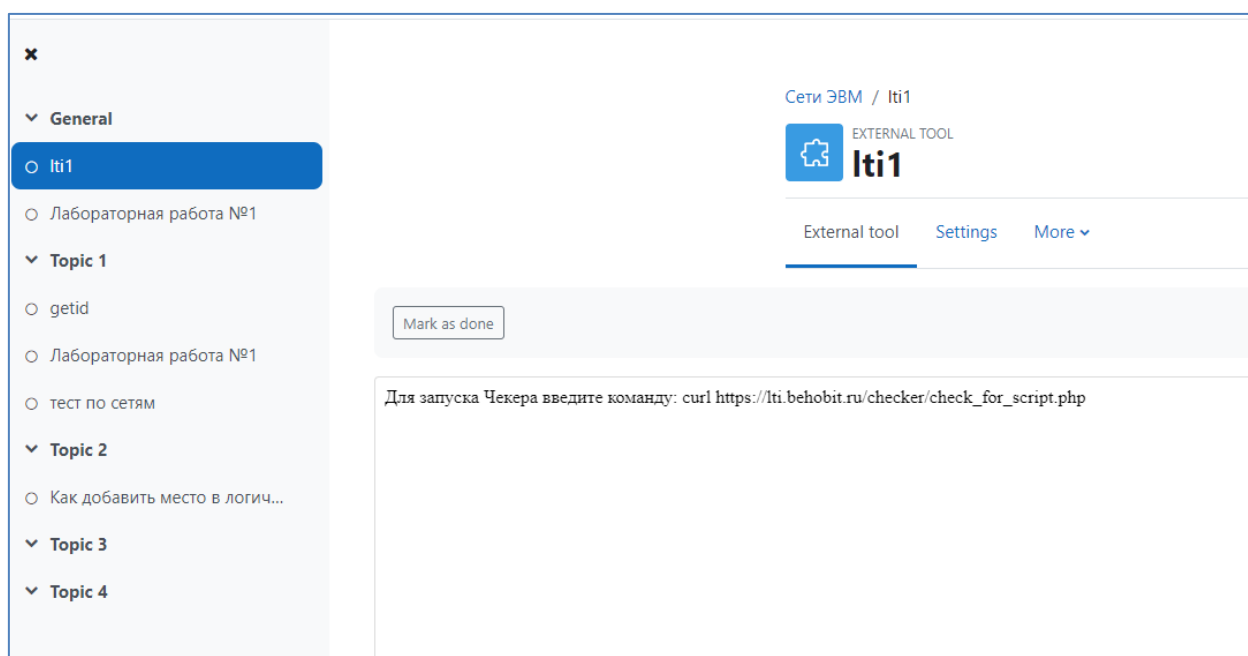 General
lti1
Лабораторная работа №1
Topic 1
getid
Лабораторная работа №1
тест по сетям
Topic 2
Как добавить место в логич...
Topic 3
Topic 4
Сети ЭВМ / lti1
EXTERNAL TOOL
lti1
External tool Settings More
Mark as done
Для запуска Чекера введите команду: curl https://lti.behobit.ru/checker/check_for_script.php